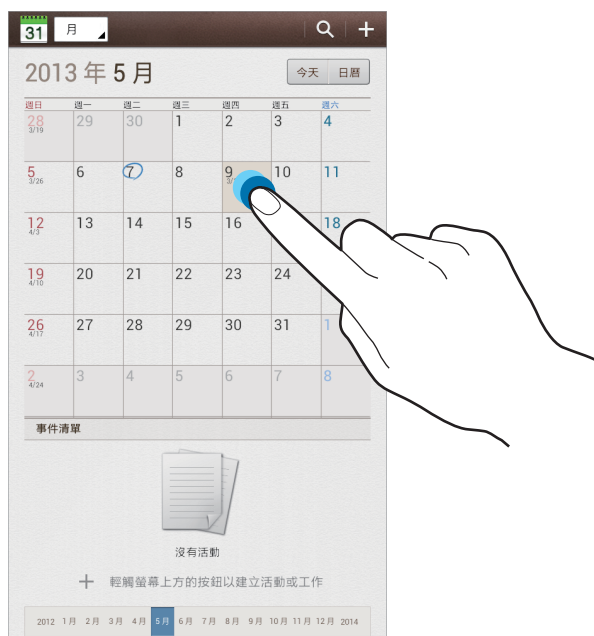 31 月
2013 年 5 月 今天 日曆
週日 週一 週二 週三 週四 週五 週六
28 29 30 1 2 3 4
3/19
5 6 7 8 9 10 11
3/26 3/
12 13 14 15 16 18
4/3
19 20 21 22 23 24
4/10
26 27 28 29 30 31 1
4/17
2 3 4 5 6 7 8
4/24
事件清單
沒有活動
輕觸螢幕上方的按鈕以建立活動或工作
2012 1月 2月 3月 4月 5月 6月 7月 8月 9月 10月 11月 12月 2014